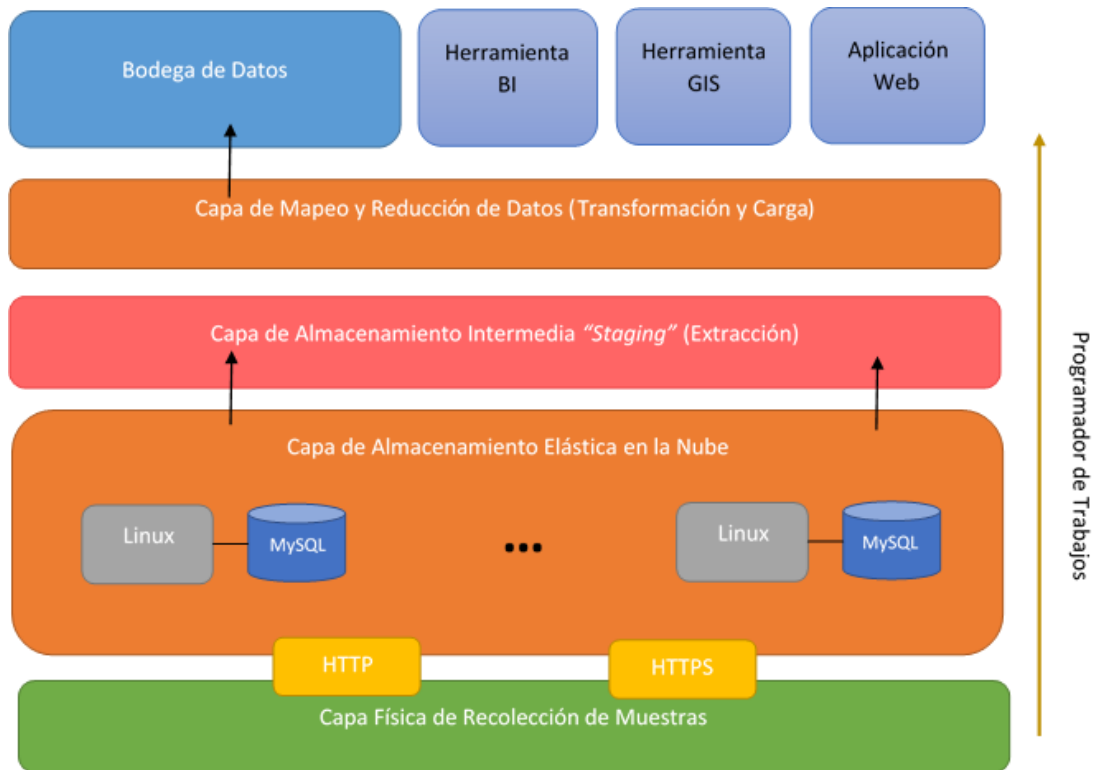 Bodega de Datos
Herramienta
BI
Herramienta
GIS
Aplicación
Web
Capa de Mapeo y Reducción de Datos (Transformación y Carga)
Capa de Almacenamiento Intermedia “Staging” (Extracción)
Capa de Almacenamiento Elástica en la Nube
Linux
MySQL
...
Linux
MySQL
HTTP
HTTPS
Capa Física de Recolección de Muestras
Programador de Trabajos